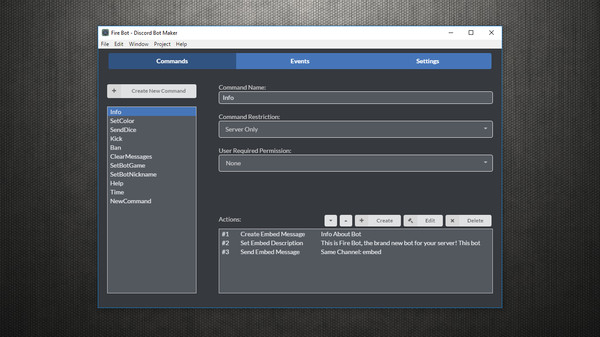 Fire Bot - Discord Bot Maker
File Edit Window Project Help
Commands Events Settings
Create New Command
Info
SetColor
SendDice
Kick
Ban
ClearMessages
SetBotGame
SetBotNickname
Help
Time
NewCommand
Command Name:
Info
Command Restriction:
Server Only
User Required Permission:
None
Actions:
Create Edit Delete
#1 Create Embed Message Info About Bot
#2 Set Embed Description This is Fire Bot, the brand new bot for your server! This bot
#3 Send Embed Message Same Channel: embed